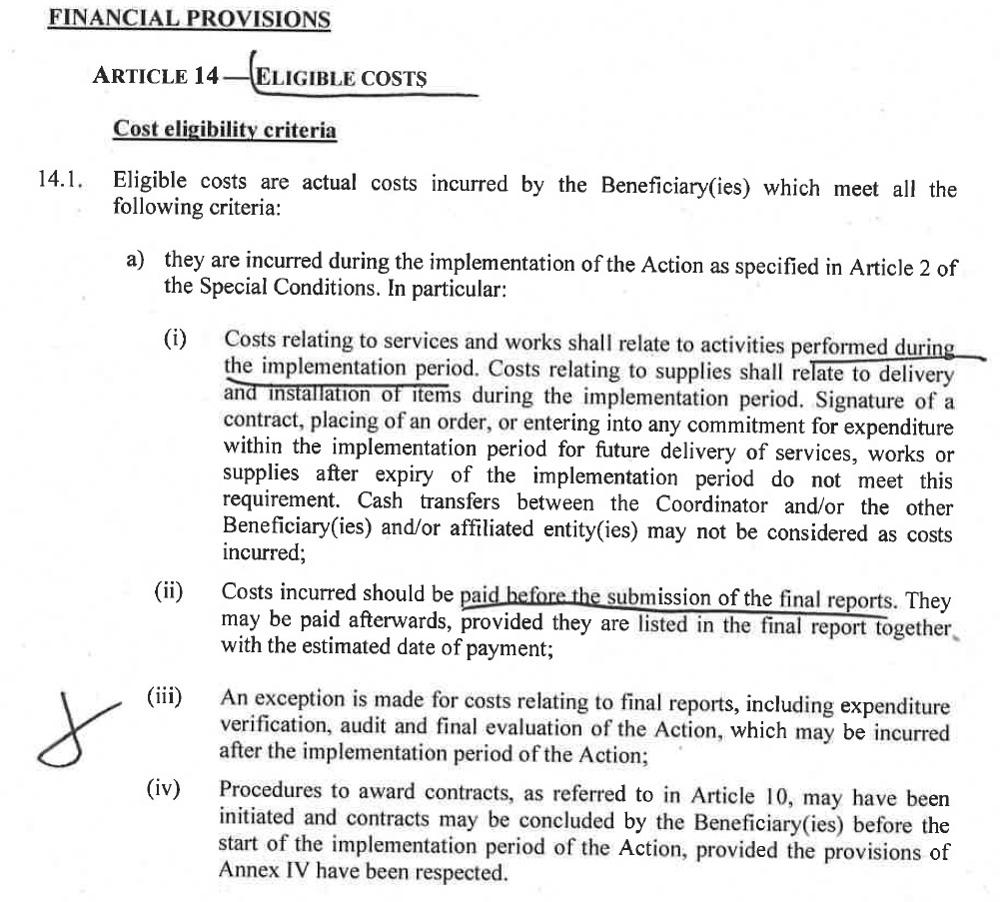 FINANCIAL PROVISIONS
ARTICLE 14 — ELIGIBLE COSTS
Cost eligibility criteria
14.1. Eligible costs are actual costs incurred by the Beneficiary(ies) which meet all the
following criteria:
a) they are incurred during the implementation of the Action as specified in Article 2 of
the Special Conditions. In particular:
(i) Costs relating to services and works shall relate to activities performed during
the implementation period. Costs relating to supplies shall relate to delivery
and installation of items during the implementation period. Signature of a
contract, placing of an order, or entering into any commitment for expenditure
within the implementation period for future delivery of services, works or
supplies after expiry of the implementation period do not meet this
requirement. Cash transfers between the Coordinator and/or the other
Beneficiary(ies) and/or affiliated entity(ies) may not be considered as costs
incurred;
(ii) Costs incurred should be paid before the submission of the final reports. They
may be paid afterwards, provided they are listed in the final report together
with the estimated date of payment;
(iii) An exception is made for costs relating to final reports, including expenditure
verification, audit and final evaluation of the Action, which may be incurred
after the implementation period of the Action;
(iv) Procedures to award contracts, as referred to in Article 10, may have been
initiated and contracts may be concluded by the Beneficiary(ies) before the
start of the implementation period of the Action, provided the provisions of
Annex IV have been respected.